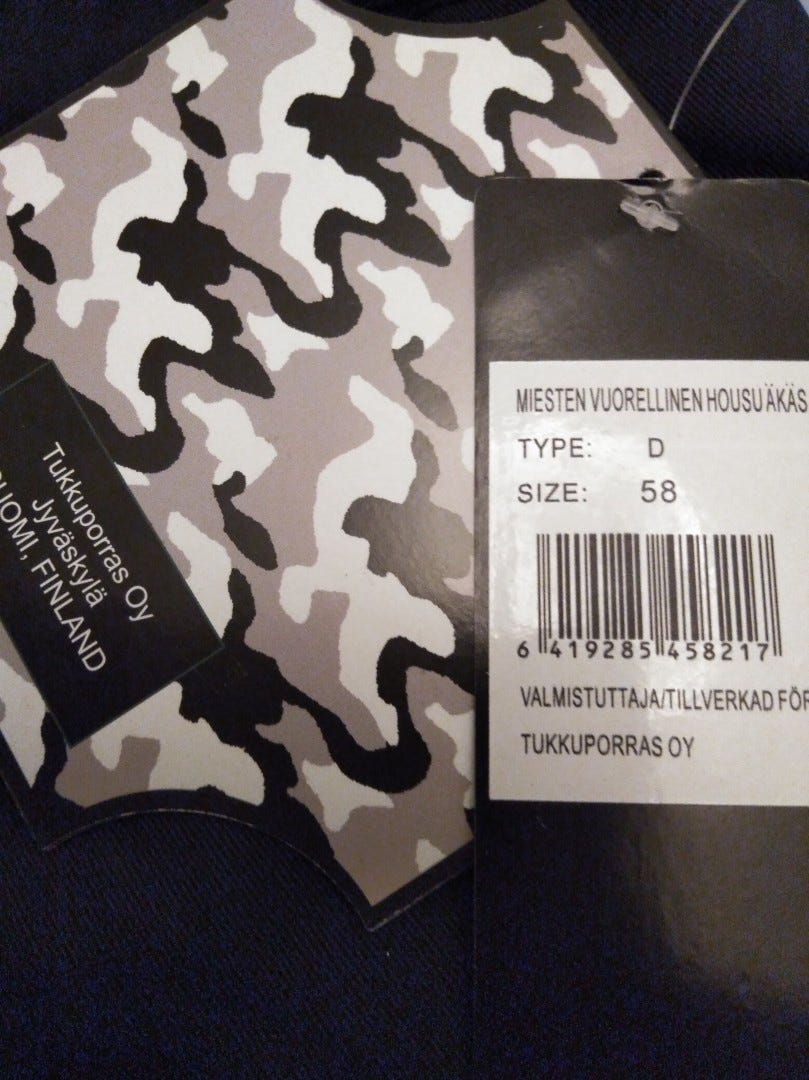 Tukkuporras Oy
Jyväskylä
SUOMI, FINLAND
MIESTEN VUORELLINEN HOUSU ÄKÄS
TYPE: D
SIZE: 58
6 419285 458217
VALMISTUTTAJA/TILLVERKAD FÖR
TUKKUPORRAS OY